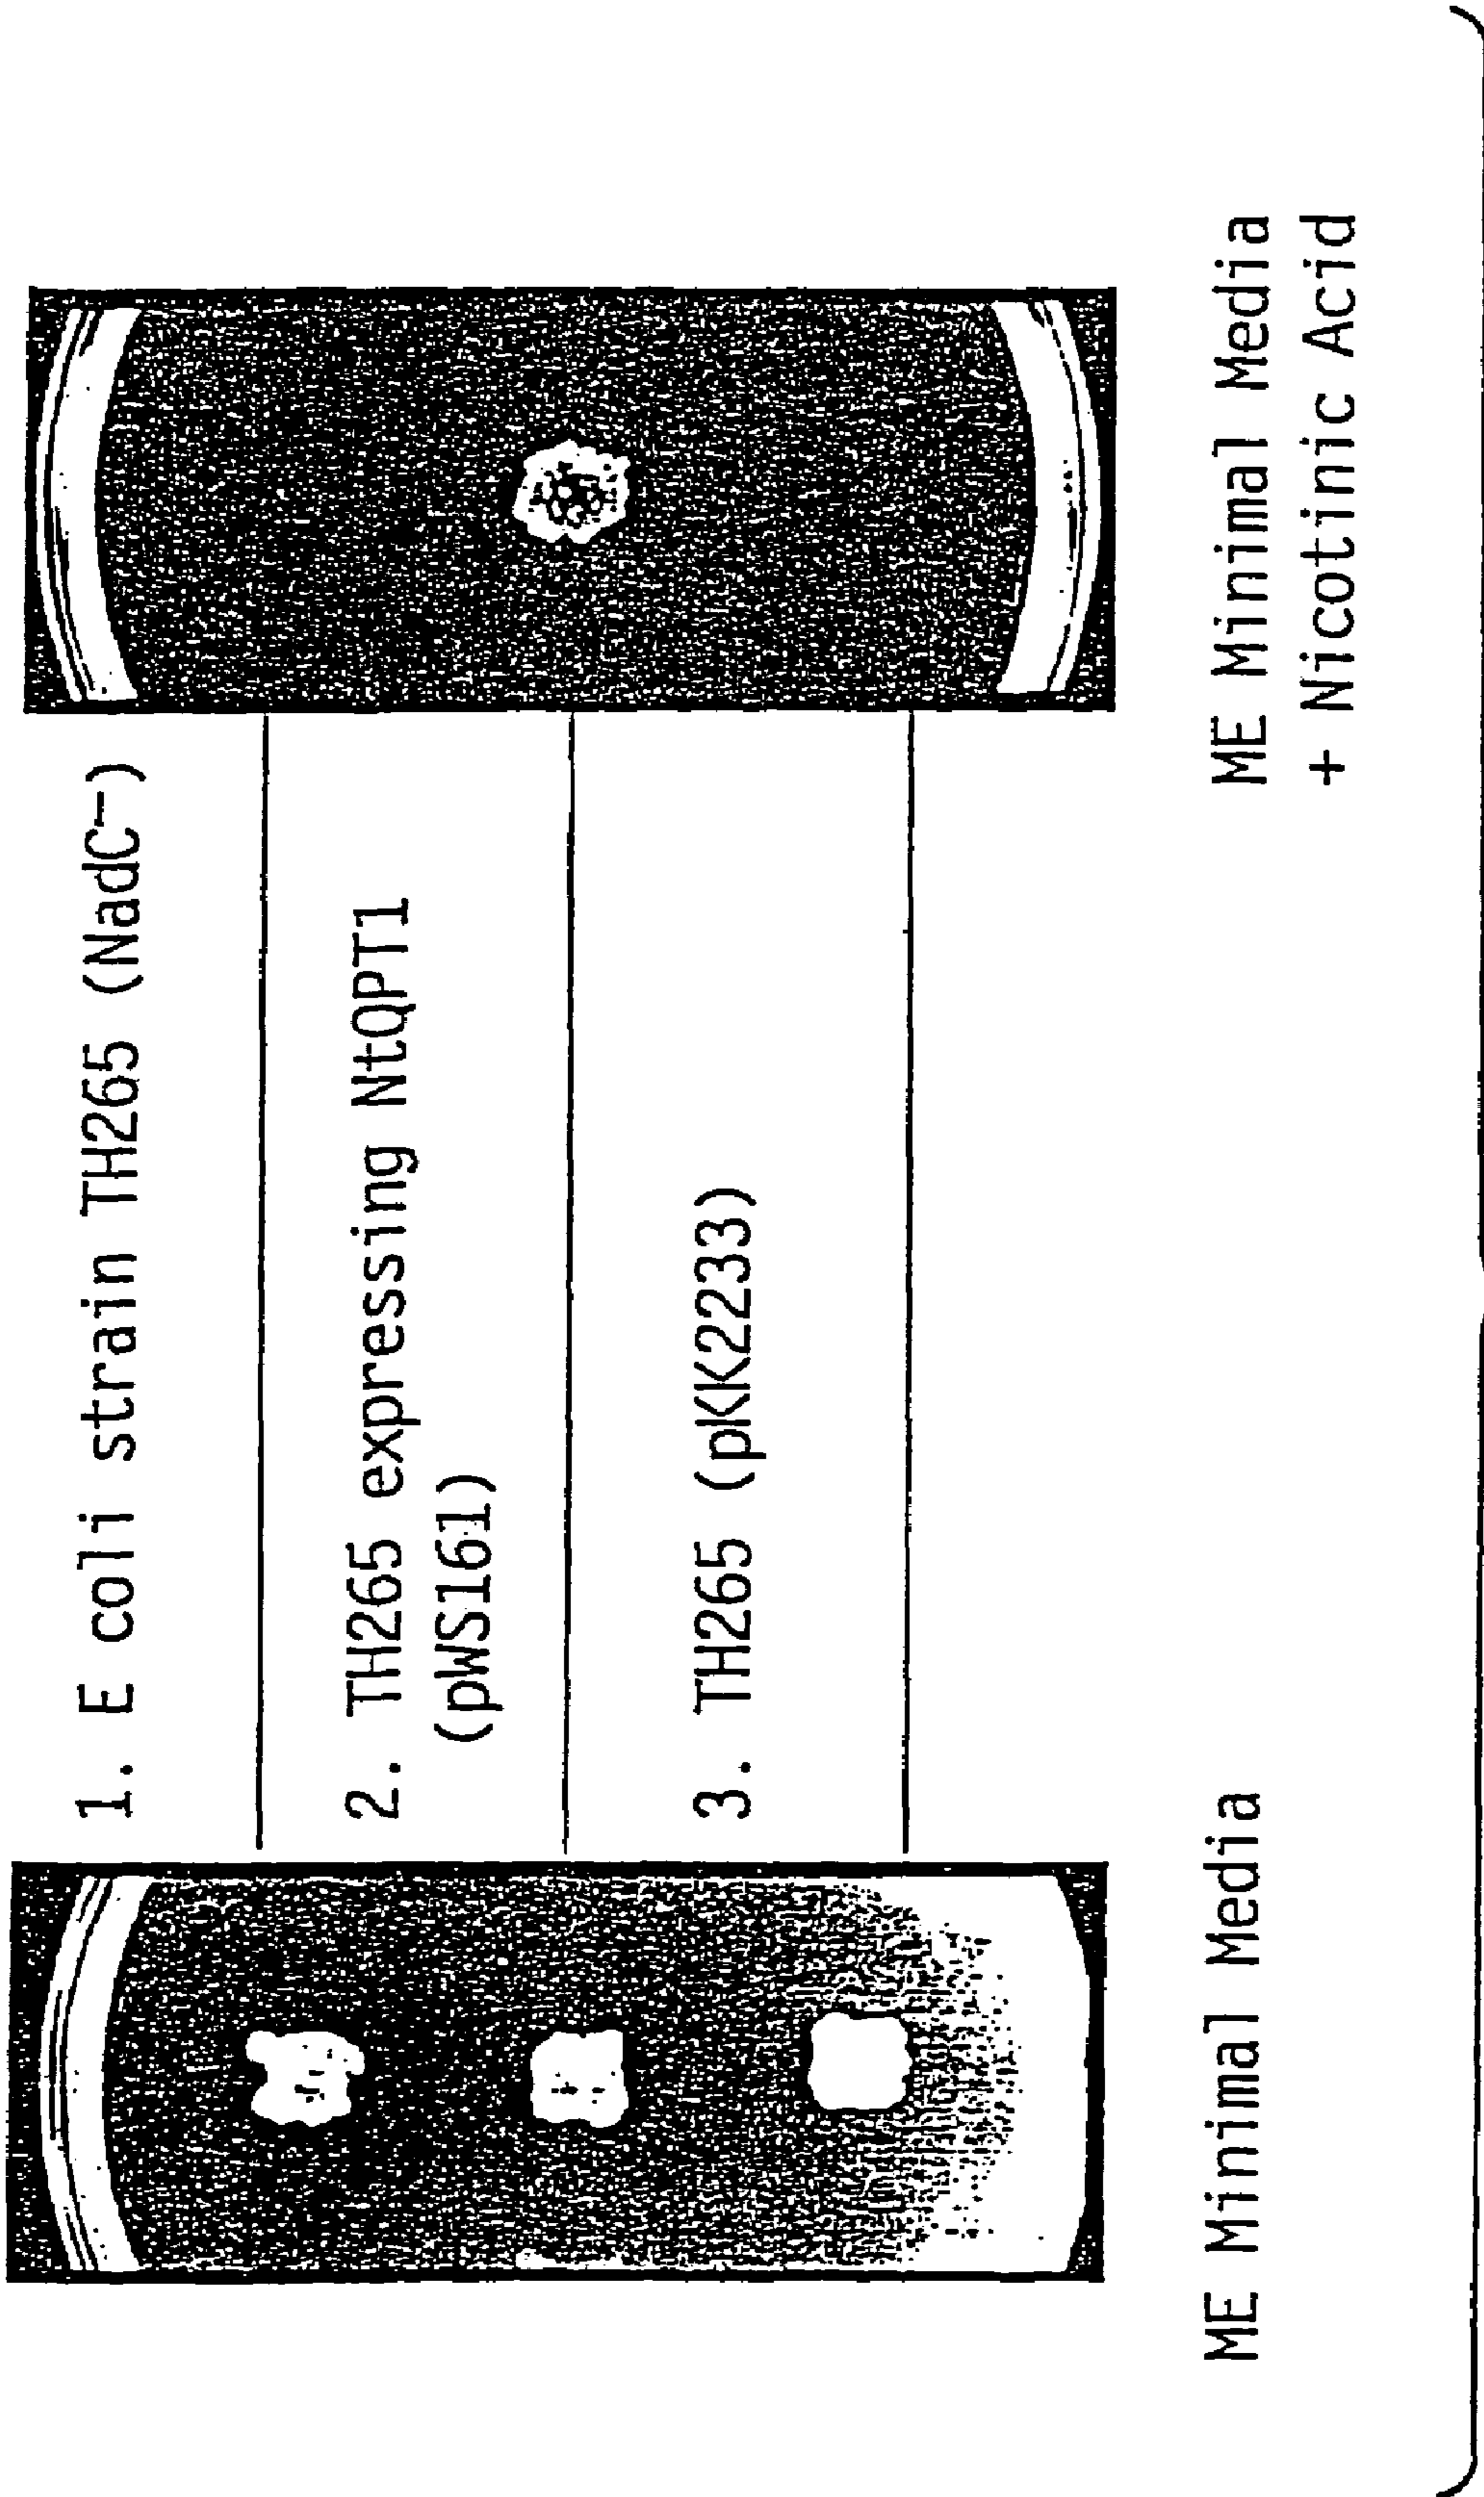 1. E coli strain TH265 (NadC-)
2. TH265 expressing NtQPT1
(pWS161)
3. TH265 (pKK2233)
ME Minimal Media
ME Minimal Media
+ Nicotinic Acid